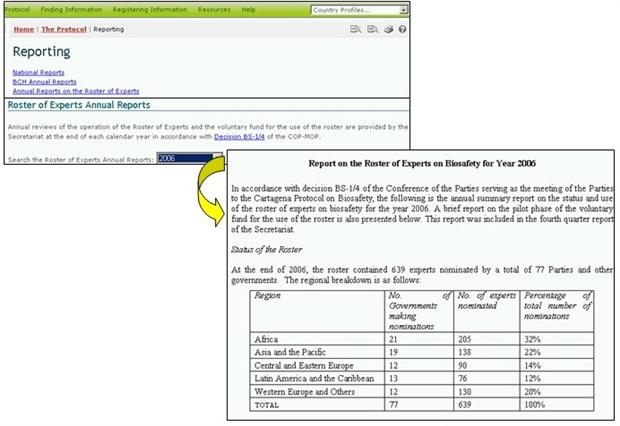 Protocol Finding Information Registering Information Resources Help Country Profiles...
Home | The Protocol | Reporting
Reporting
National Reports
BCH Annual Reports
Annual Reports on the Roster of Experts
Roster of Experts Annual Reports
Annual reviews of the operation of the Roster of Experts and the voluntary fund for the use of the roster are provided by the
Secretariat at the end of each calendar year in accordance with Decision BS-1/4 of the COP-MOP.
Search the Roster of Experts Annual Reports: 2006
Report on the Roster of Experts on Biosafety for Year 2006
In accordance with decision BS-1/4 of the Conference of the Parties serving as the meeting of the Parties
to the Cartagena Protocol on Biosafety, the following is the annual summary report on the status and use
of the roster of experts on biosafety for the year 2006. A brief report on the pilot phase of the voluntary
fund for the use of the roster is also presented below. This report was included in the fourth quarter report
of the Secretariat.
Status of the Roster
At the end of 2006, the roster contained 639 experts nominated by a total of 77 Parties and other
governments. The regional breakdown is as follows:
Region No. of Governments making nominations No. of experts nominated Percentage of total number of nominations
Africa 21 205 32%
Asia and the Pacific 19 138 22%
Central and Eastern Europe 12 90 14%
Latin America and the Caribbean 13 76 12%
Western Europe and Others 12 130 20%
TOTAL 77 639 100%